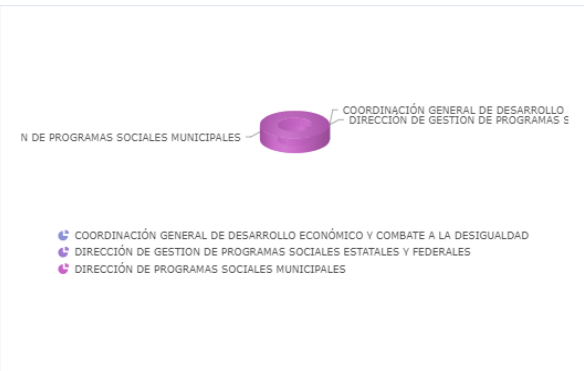 COORDINACIÓN GENERAL DE DESARROLLO
DIRECCIÓN DE GESTION DE PROGRAMAS S
N DE PROGRAMAS SOCIALES MUNICIPALES
COORDINACIÓN GENERAL DE DESARROLLO ECONÓMICO Y COMBATE A LA DESIGUALDAD
DIRECCIÓN DE GESTION DE PROGRAMAS SOCIALES ESTATALES Y FEDERALES
DIRECCIÓN DE PROGRAMAS SOCIALES MUNICIPALES